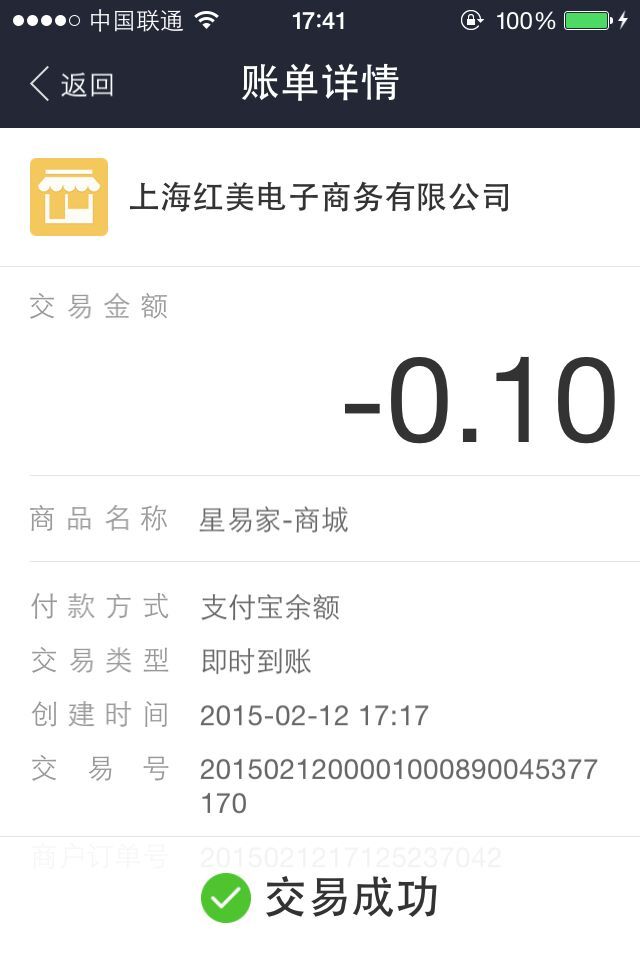 中国联通 17:41 100%
返回 账单详情
上海红美电子商务有限公司
交易金额
-0.10
商品名称 星易家-商城
付款方式 支付宝余额
交易类型 即时到账
创建时间 2015-02-12 17:17
交易号 2015021200001000890045377
170
商户订单号 2015021217125237042
交易成功